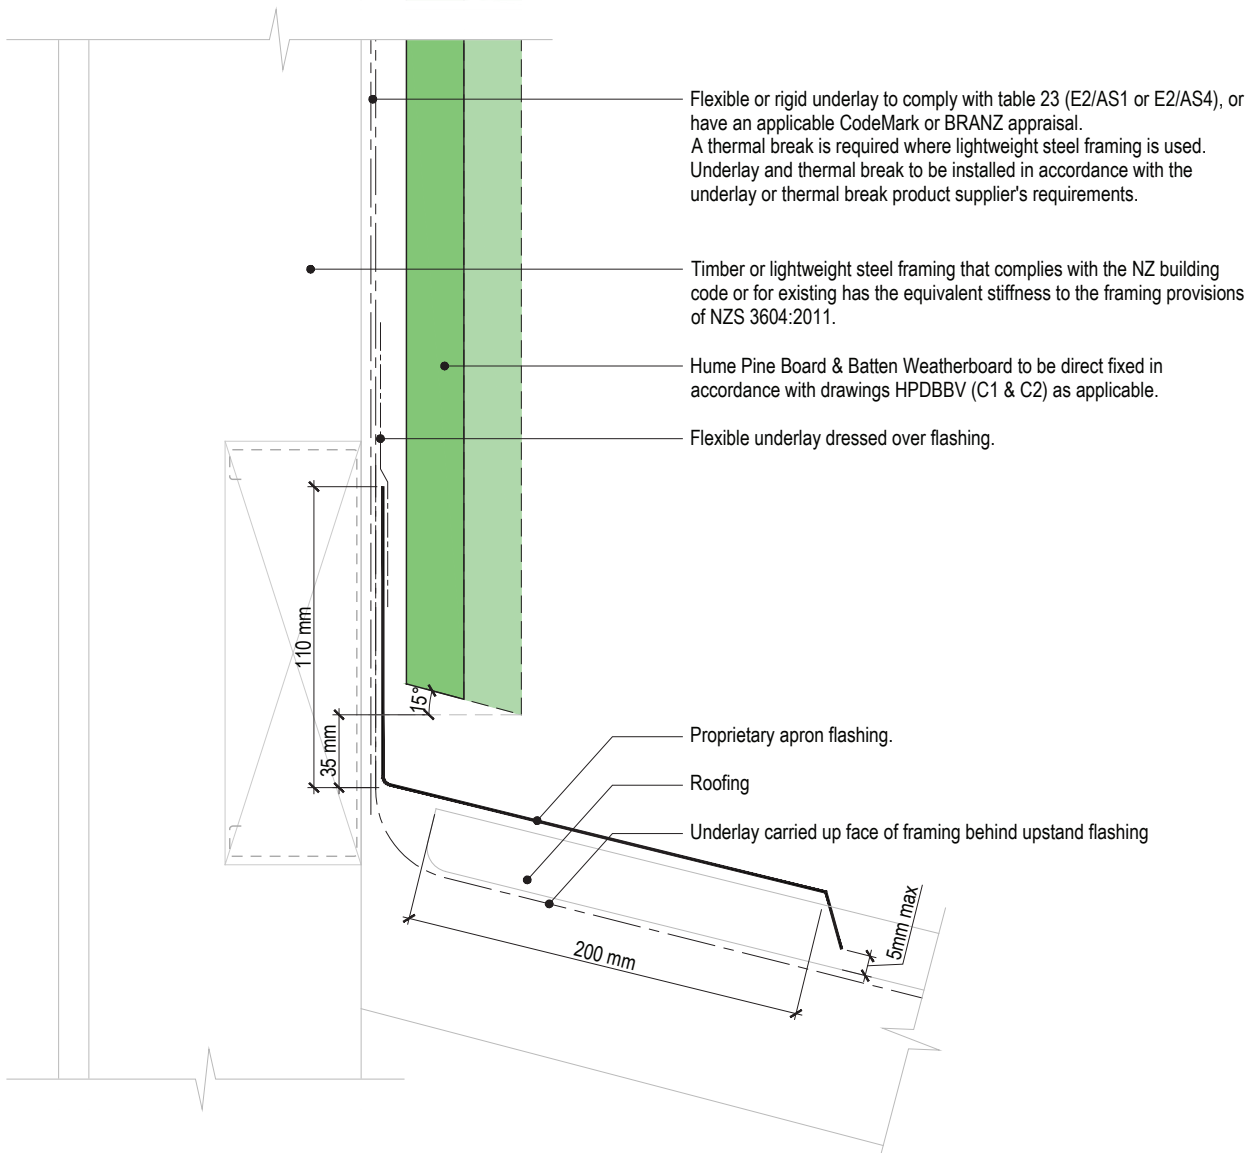 Flexible or rigid underlay to comply with table 23 (E2/AS1 or E2/AS4), or
have an applicable CodeMark or BRANZ appraisal.
A thermal break is required where lightweight steel framing is used.
Underlay and thermal break to be installed in accordance with the
underlay or thermal break product supplier's requirements.
Timber or lightweight steel framing that complies with the NZ building
code or for existing has the equivalent stiffness to the framing provisions
of NZS 3604:2011.
Hume Pine Board & Batten Weatherboard to be direct fixed in
accordance with drawings HPDBBV (C1 & C2) as applicable.
Flexible underlay dressed over flashing.
110 mm
15°
35 mm
Proprietary apron flashing.
Roofing
Underlay carried up face of framing behind upstand flashing
5mm max
200 mm